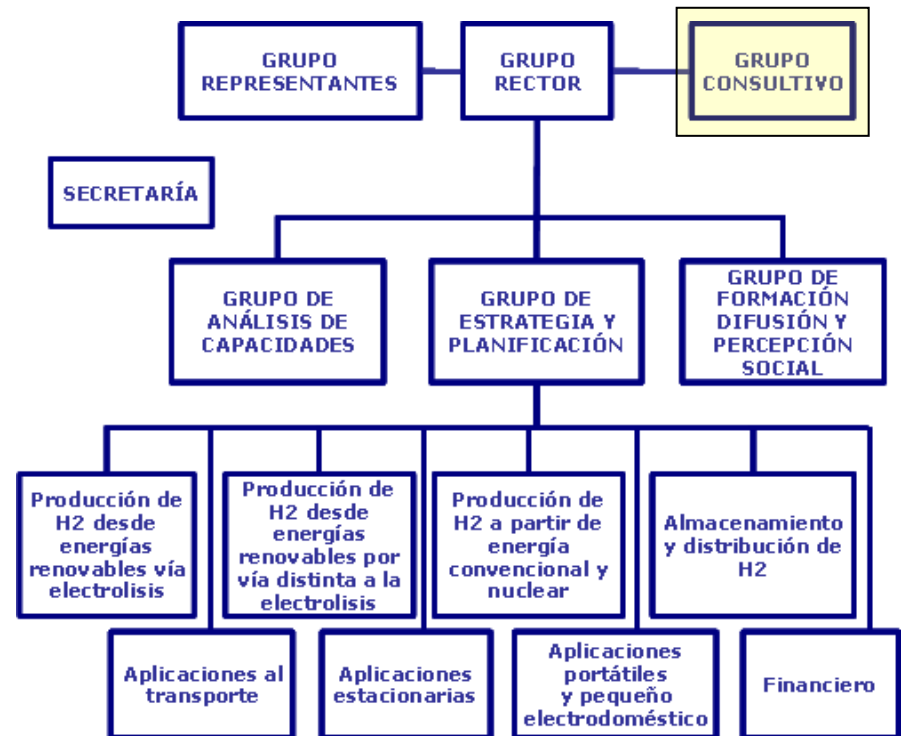 GRUPO
REPRESENTANTES
GRUPO
RECTOR
GRUPO
CONSULTIVO
SECRETARÍA
GRUPO DE
ANÁLISIS DE
CAPACIDADES
GRUPO DE
ESTRATEGIA Y
PLANIFICACIÓN
GRUPO DE
FORMACIÓN
DIFUSIÓN Y
PERCEPCIÓN
SOCIAL
Producción de
H2 desde
energías
renovables vía
electrolisis
Producción de
H2 desde
energías
renovables por
vía distinta a la
electrolisis
Producción de
H2 a partir de
energía
convencional y
nuclear
Almacenamiento
y distribución de
H2
Aplicaciones al
transporte
Aplicaciones
estacionarias
Aplicaciones
portátiles
y pequeño
electrodoméstico
Financiero